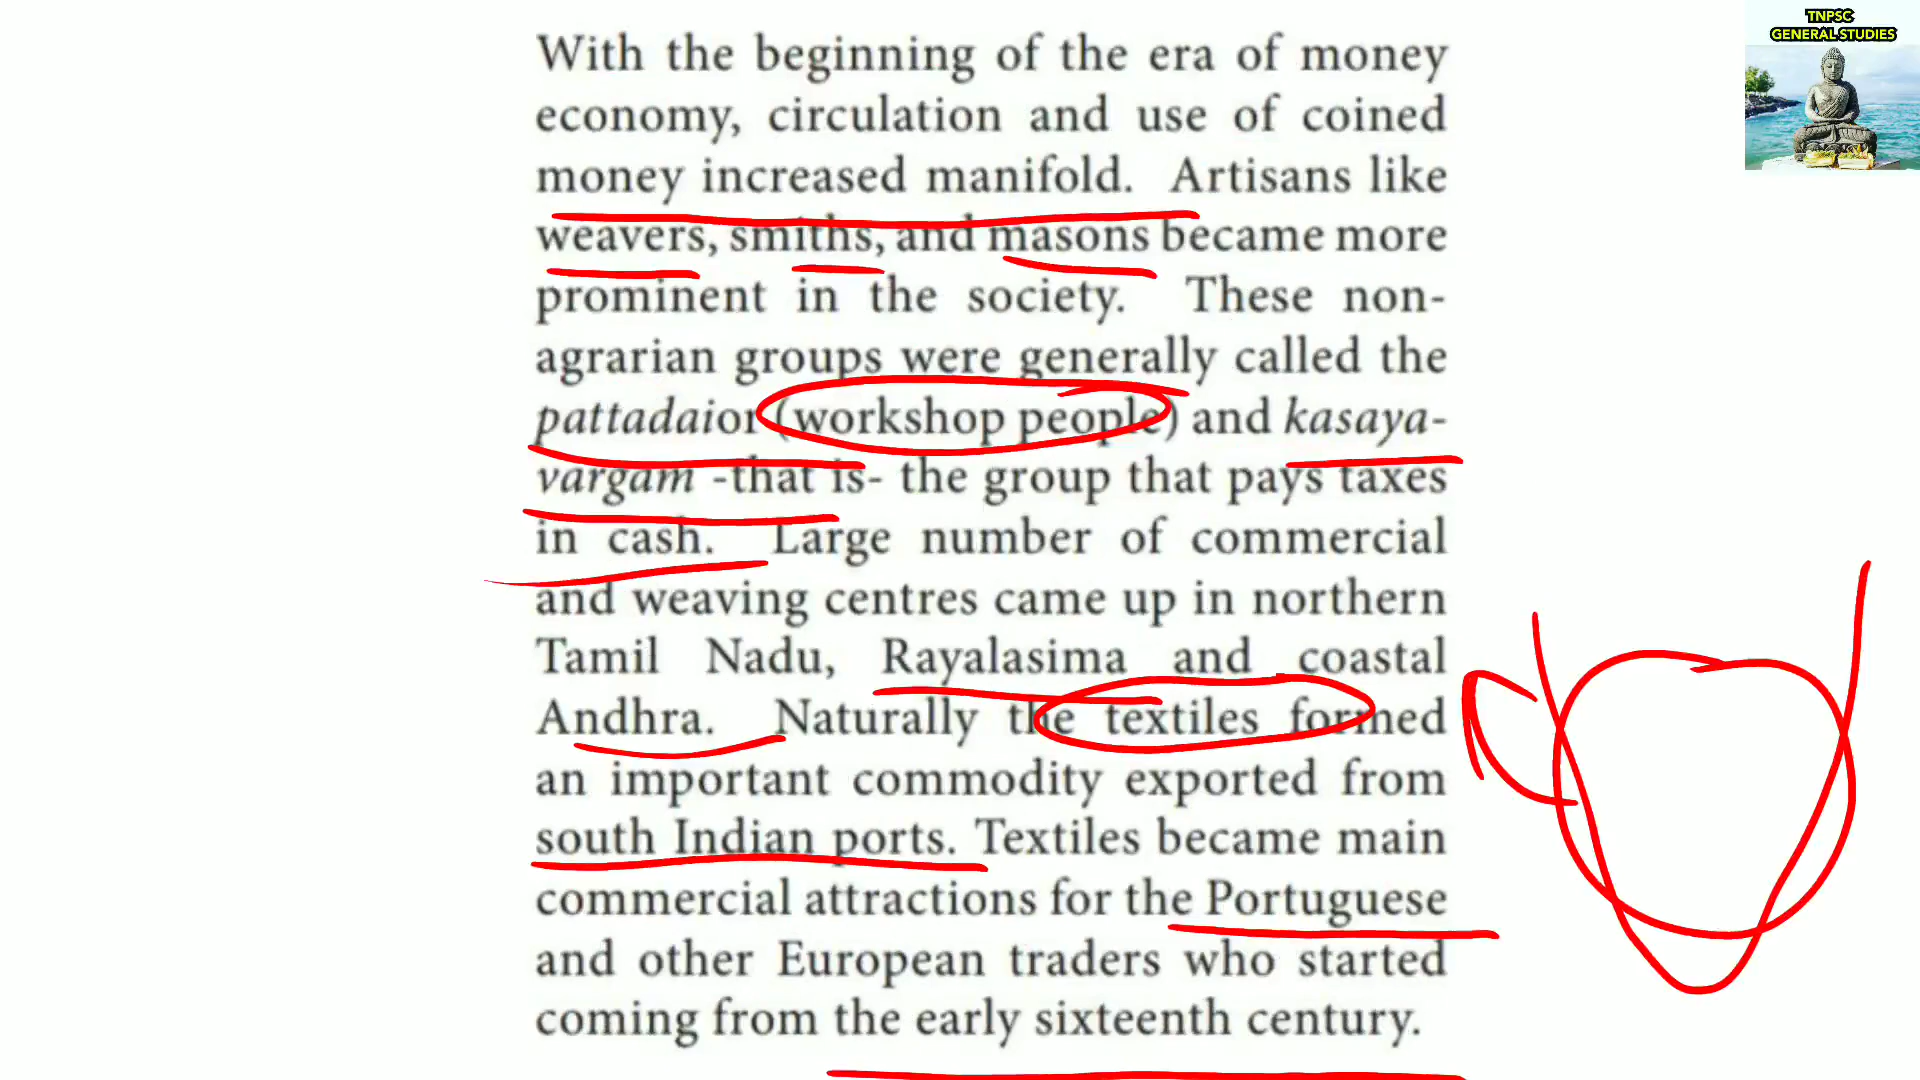 TNPSC
GENERAL STUDIES
With the beginning of the era of money
economy, circulation and use of coined
money increased manifold. Artisans like
weavers, smiths, and masons became more
prominent in the society. These non-
agrarian groups were generally called the
pattadaior (workshop people) and kasaya-
vargam -that is- the group that pays taxes
in cash. Large number of commercial
and weaving centres came up in northern
Tamil Nadu, Rayalasima and coastal
Andhra. Naturally the textiles formed
an important commodity exported from
south Indian ports. Textiles became main
commercial attractions for the Portuguese
and other European traders who started
coming from the early sixteenth century.